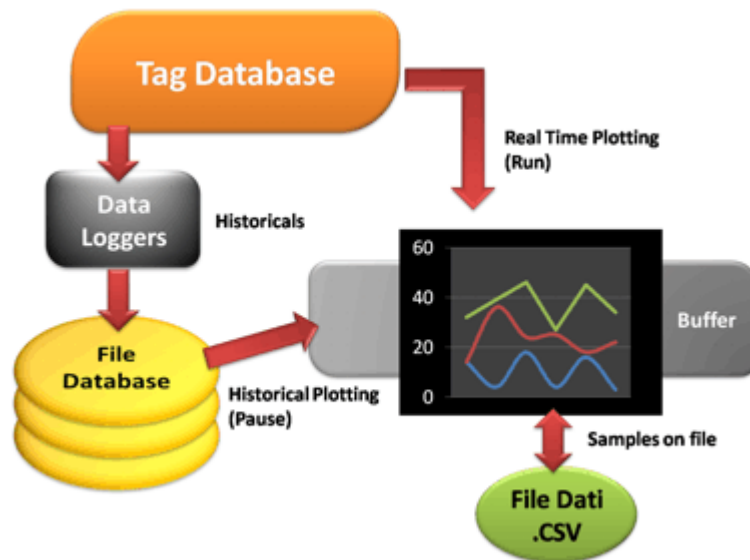 Tag Database
Real Time Plotting
(Run)
Data
Loggers
Historicals
60
40
20
0
Buffer
File
Database
Historical Plotting
(Pause)
Samples on file
File Dati
.CSV